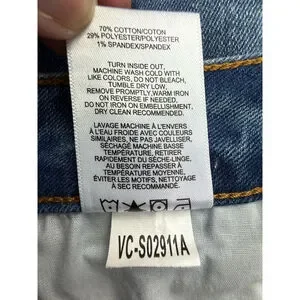 70% COTTON/COTON
29% POLYESTER/POLYESTER
1% SPANDEX/SPANDEX
TURN INSIDE OUT,
MACHINE WASH COLD WITH
LIKE COLORS, DO NOT BLEACH,
TUMBLE DRY LOW,
REMOVE PROMPTLY, WARM IRON
ON REVERSE IF NEEDED,
DO NOT IRON ON DECORATION,
DRY CLEAN RECOMMENDED.
LAVAGE MACHINE À L'ENVERS
À L'EAU FROIDE AVEC COULEURS
SIMILAIRES, NE PAS JAVELLISER,
SÉCHAGE MACHINE BASSE
TEMPÉRATURE, RETIRER
RAPIDEMENT DU SÈCHE-LINGE,
AU BESOIN REPASSER À
TEMPÉRATURE MOYENNE,
ÉVITER LES MOTIFS, NETTOYAGE
À SEC RECOMMANDÉ.
VC-S02911A